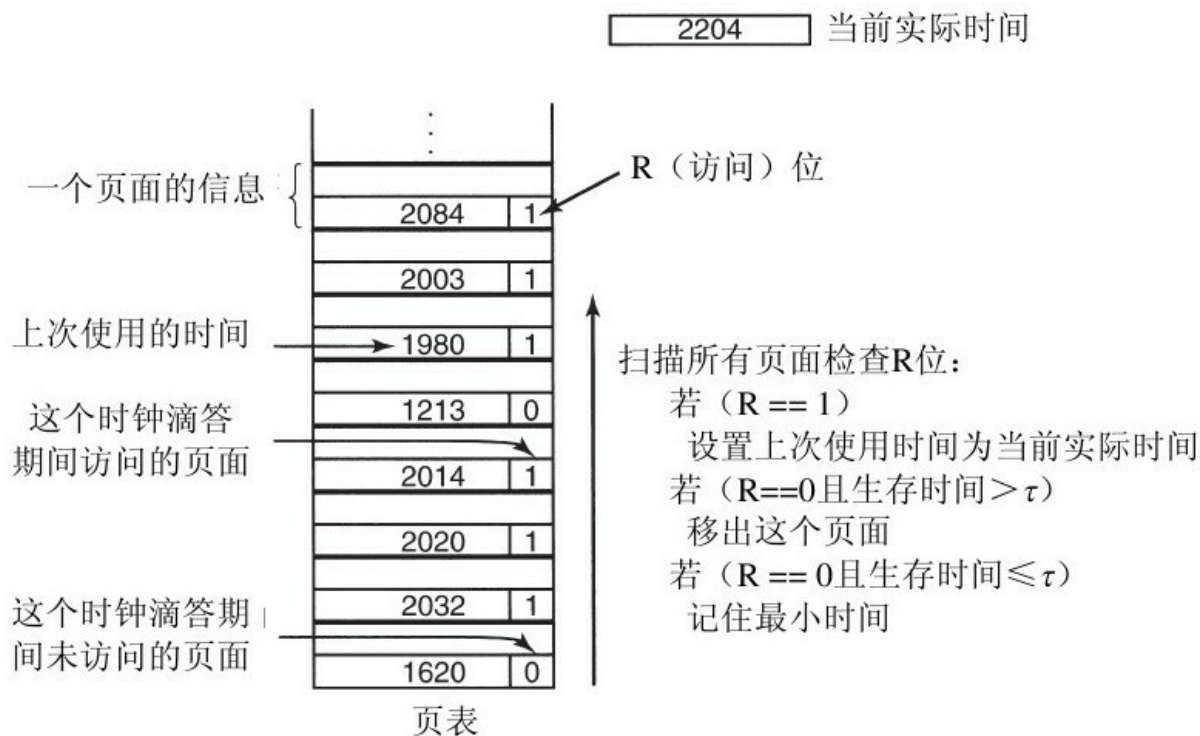 2204 当前实际时间
一个页面的信息
R（访问）位
2084 1
2003 1
上次使用的时间
1980 1
1213 0
这个时钟滴答
期间访问的页面
2014 1
2020 1
2032 1
这个时钟滴答期
间未访问的页面
1620 0
页表
扫描所有页面检查R位：
若（R == 1）
设置上次使用时间为当前实际时间
若（R==0且生存时间＞τ）
移出这个页面
若（R == 0且生存时间≤τ）
记住最小时间